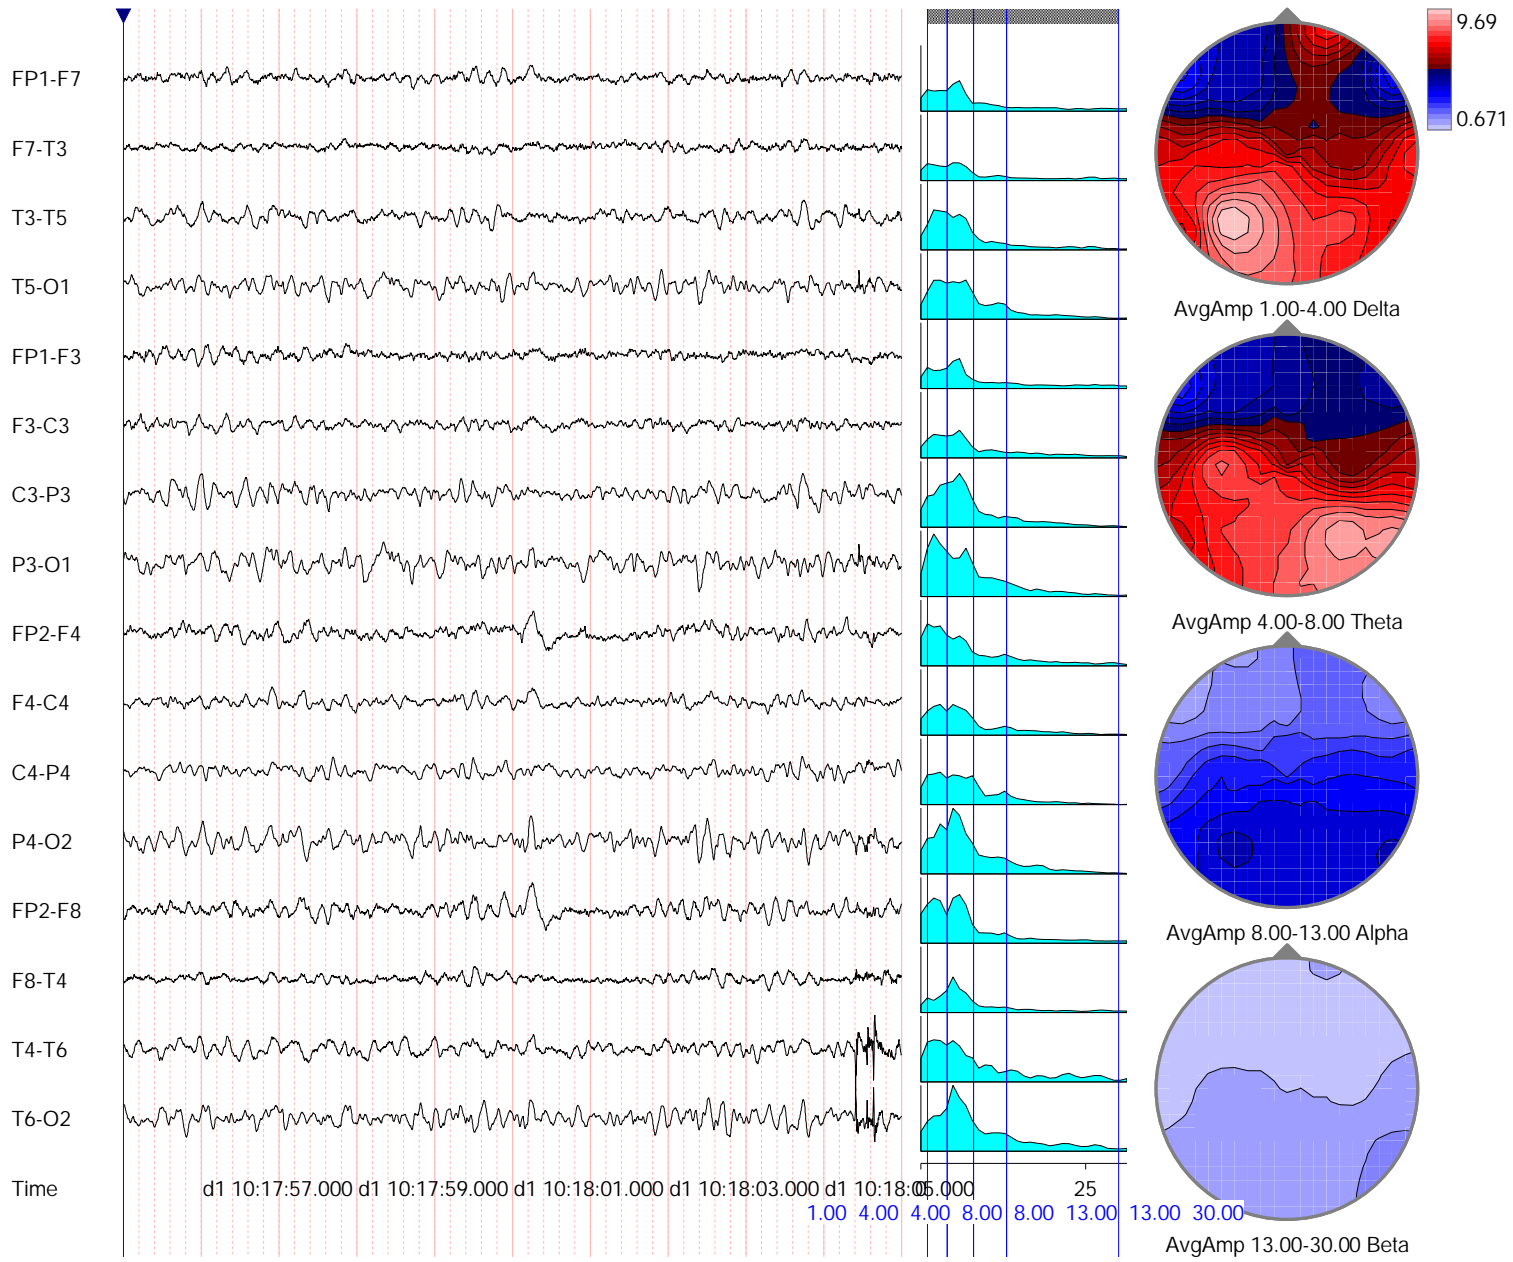 FP1-F7
F7-T3
T3-T5
T5-O1
FP1-F3
F3-C3
C3-P3
P3-O1
FP2-F4
F4-C4
C4-P4
P4-O2
FP2-F8
F8-T4
T4-T6
T6-O2
Time
d1 10:17:57.000 d1 10:17:59.000 d1 10:18:01.000 d1 10:18:03.000 d1 10:18:05.000
25
1.00 4.00 4.00 8.00 8.00 13.00 13.00 30.00
9.69
0.671
AvgAmp 1.00-4.00 Delta
AvgAmp 4.00-8.00 Theta
AvgAmp 8.00-13.00 Alpha
AvgAmp 13.00-30.00 Beta